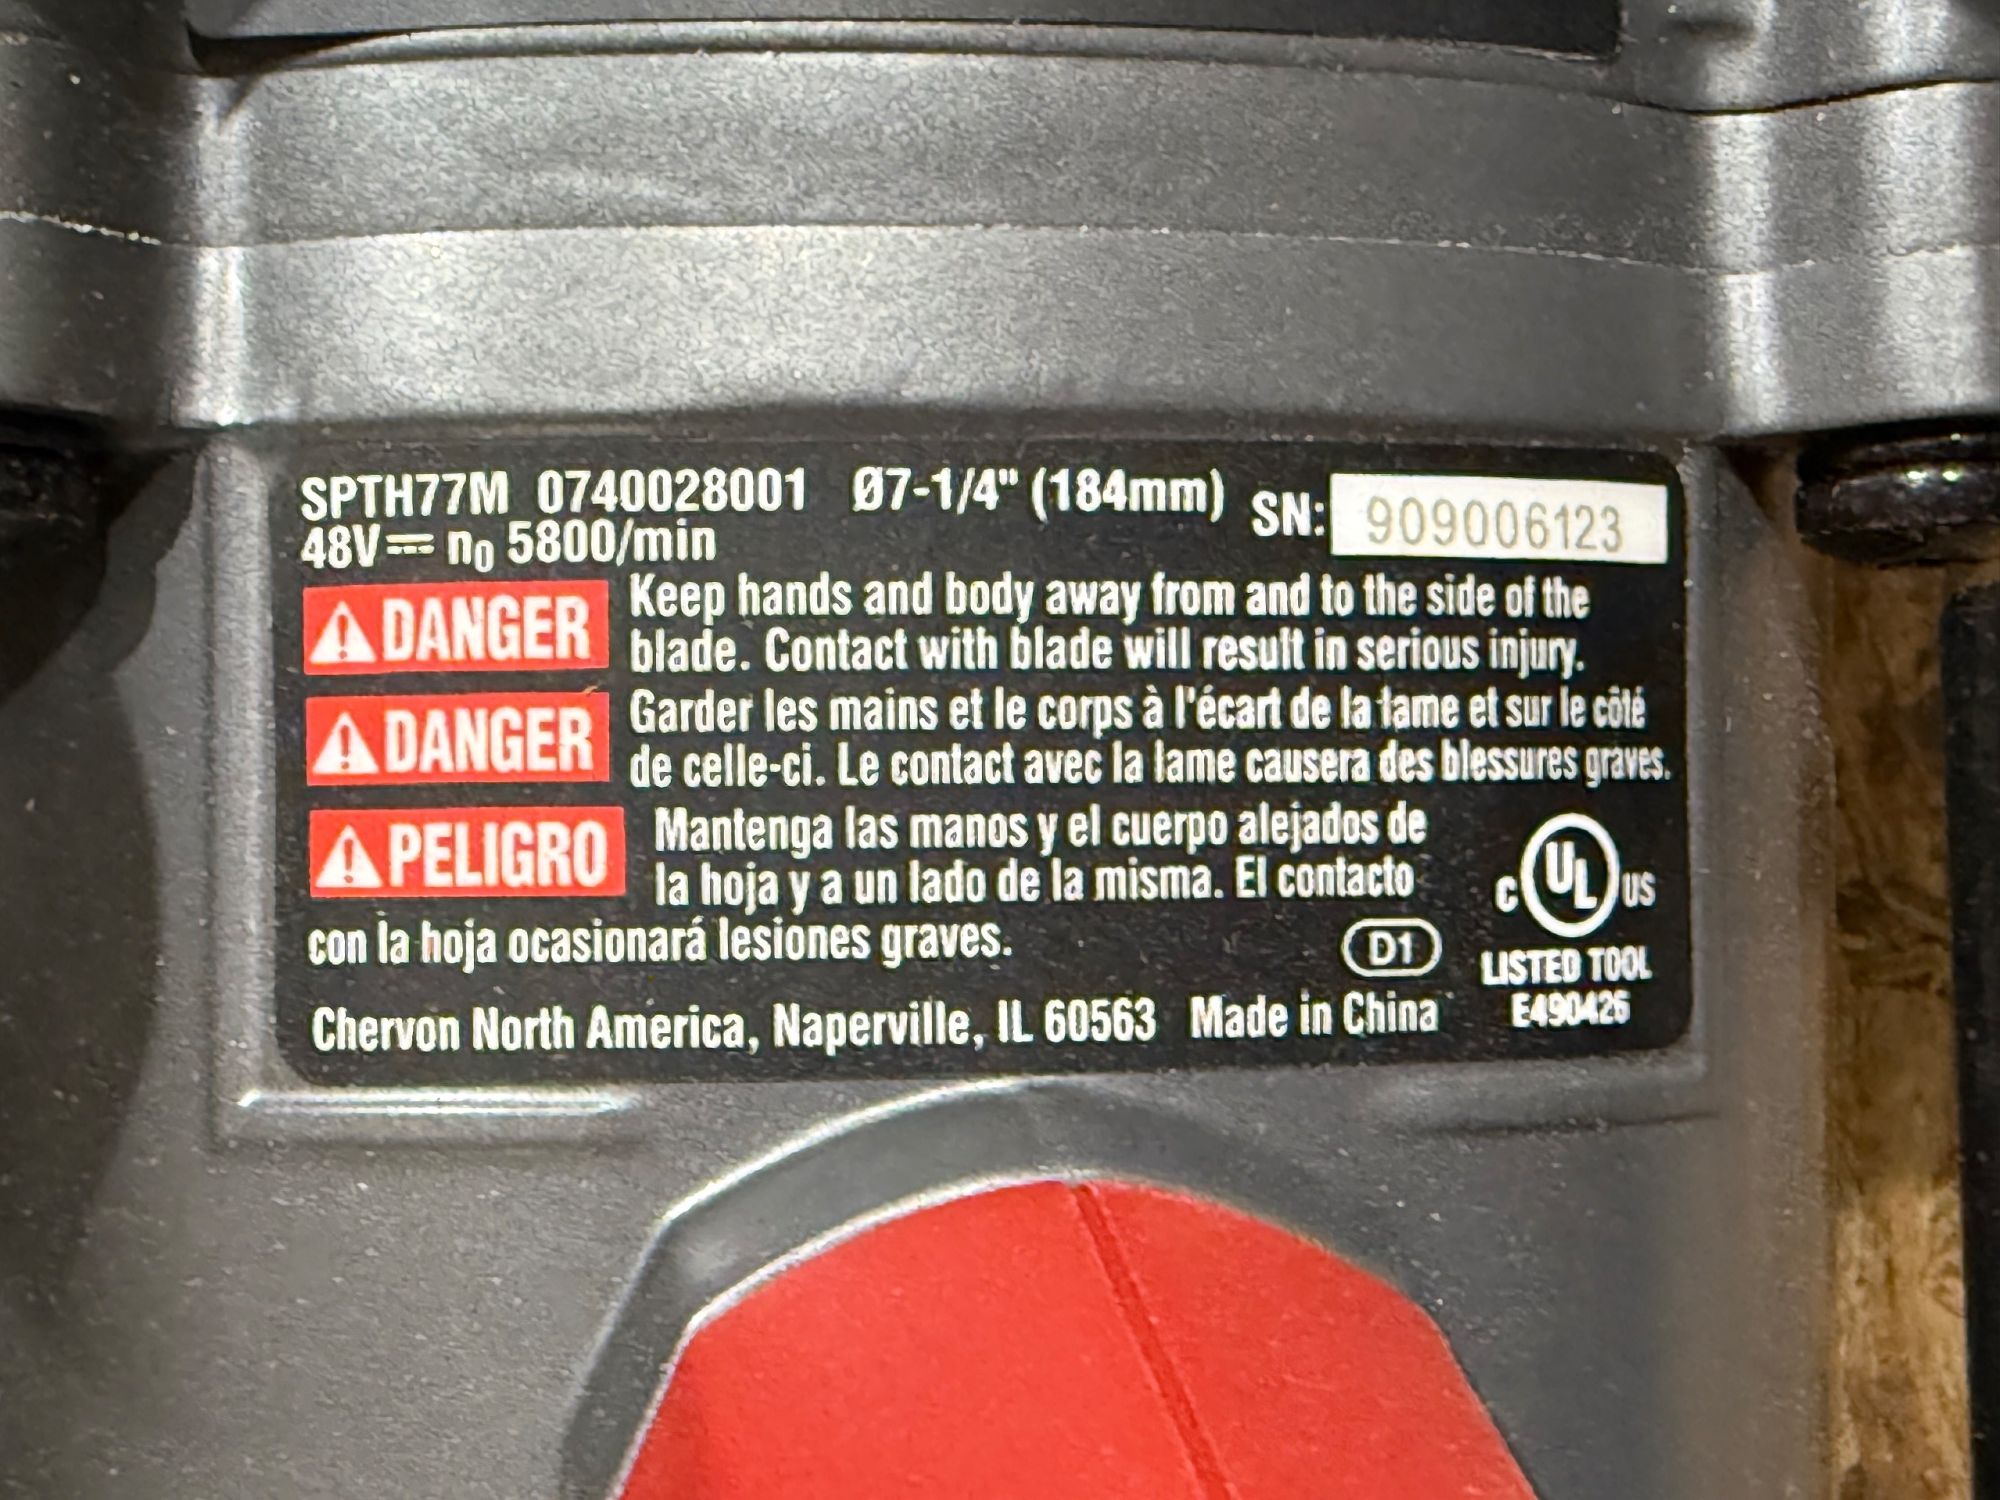 SPTH77M 0740028001 Ø7-1/4" (184mm) SN: 909006123
48V⎓ n₀ 5800/min
⚠ DANGER Keep hands and body away from and to the side of the
blade. Contact with blade will result in serious injury.
⚠ DANGER Garder les mains et le corps à l'écart de la lame et sur le côté
de celle-ci. Le contact avec la lame causera des blessures graves.
⚠ PELIGRO Mantenga las manos y el cuerpo alejados de
la hoja y a un lado de la misma. El contacto
con la hoja ocasionará lesiones graves.
D1
C UL US
LISTED TOOL
E490426
Chervon North America, Naperville, IL 60563 Made in China